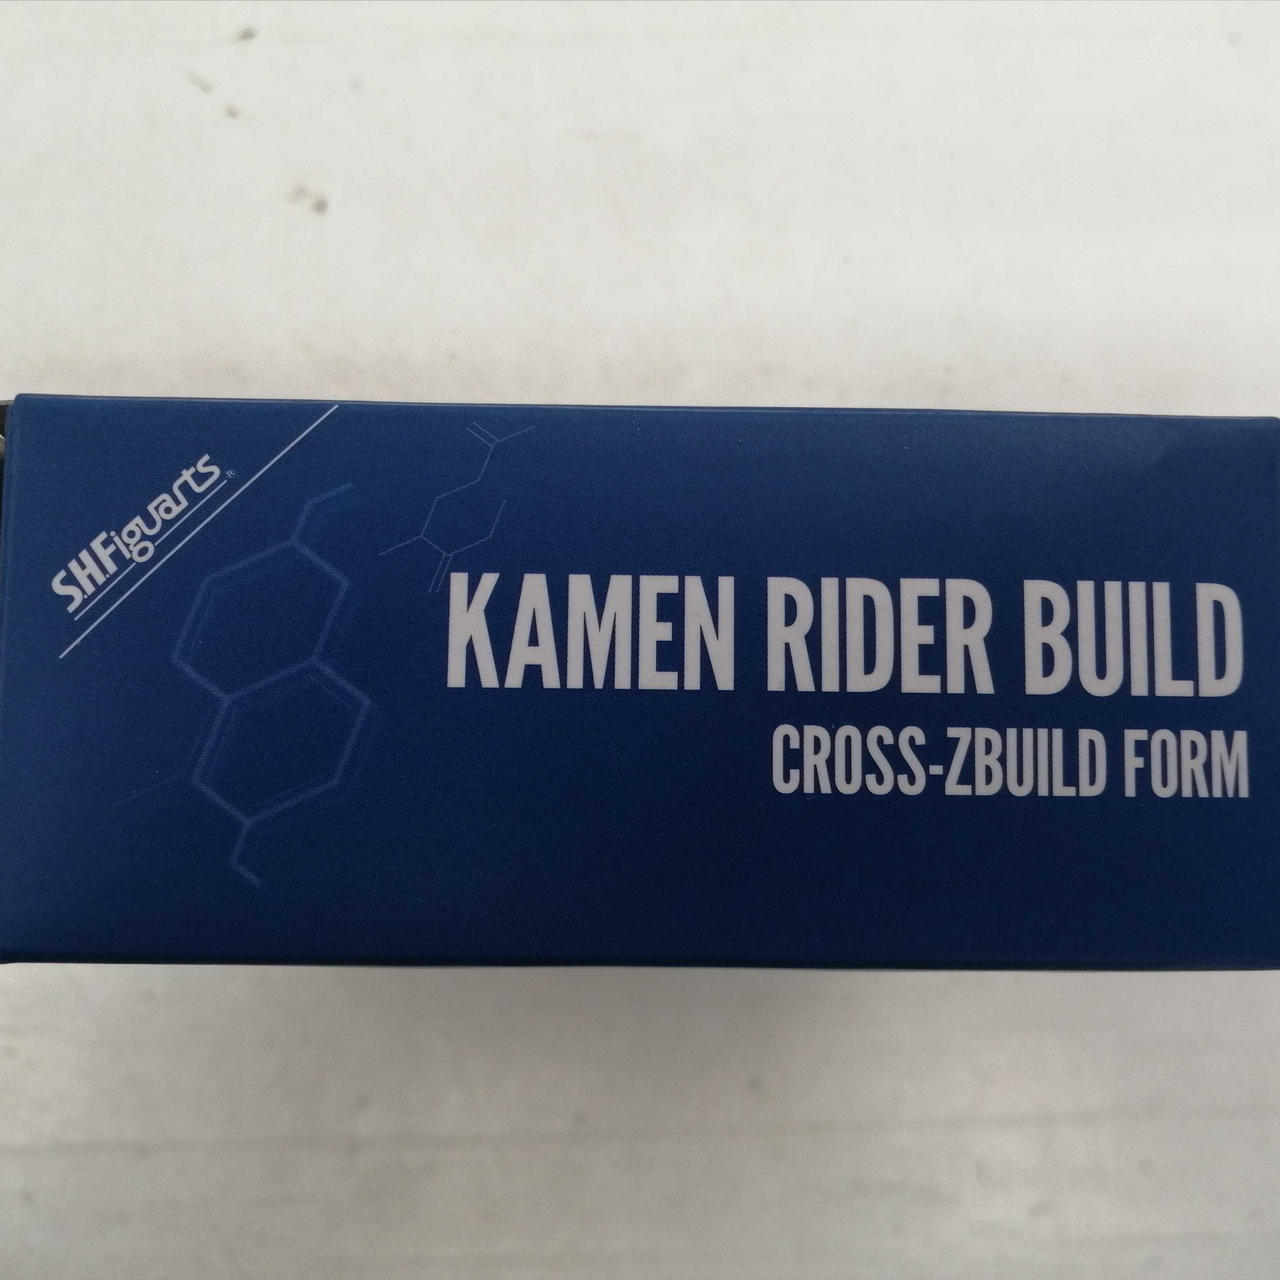 S.H.Figuarts®
KAMEN RIDER BUILD
CROSS-ZBUILD FORM